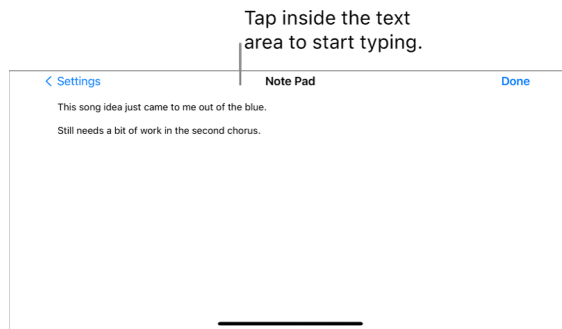 Tap inside the text
area to start typing.
Settings Note Pad Done
This song idea just came to me out of the blue.
Still needs a bit of work in the second chorus.